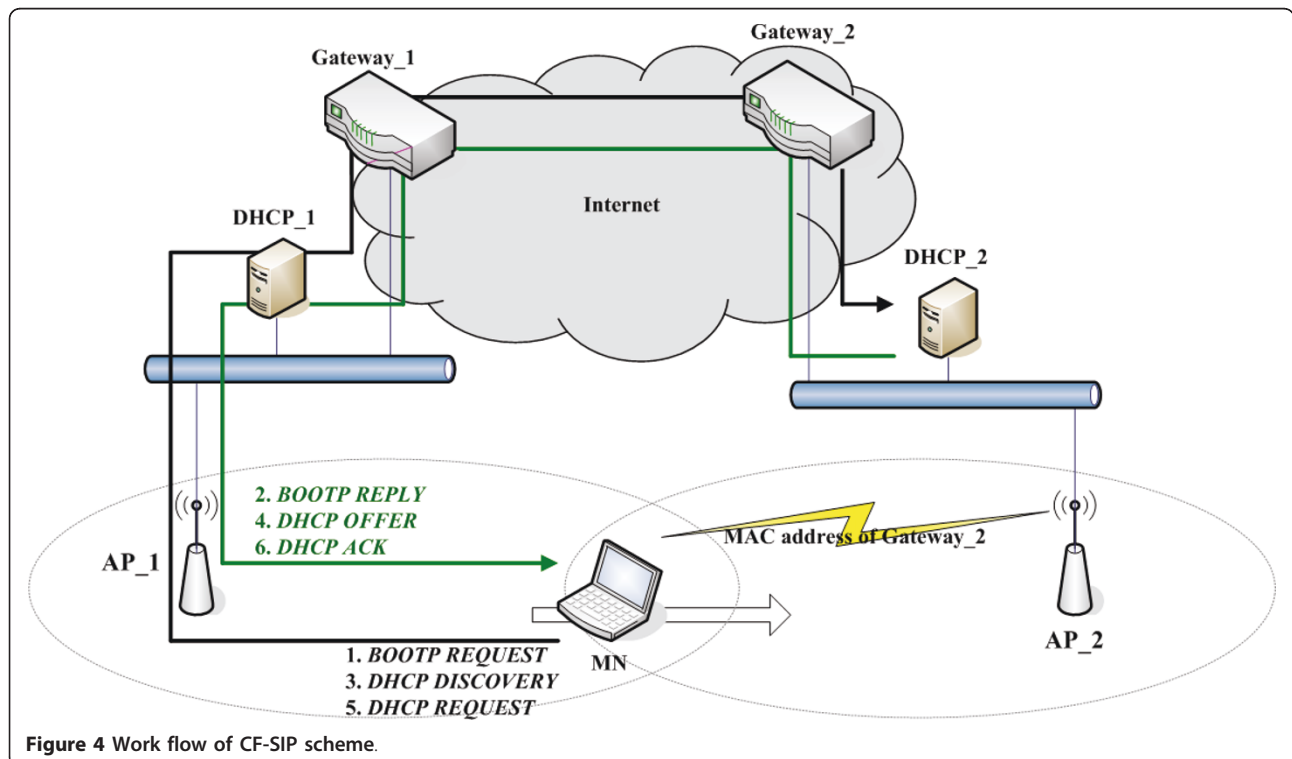 Gateway_2
Gateway_1
Internet
DHCP_1
DHCP_2
2. BOOTP REPLY
4. DHCP OFFER
6. DHCP ACK
MAC address of Gateway_2
AP_1
AP_2
MN
1. BOOTP REQUEST
3. DHCP DISCOVERY
5. DHCP REQUEST
Figure 4 Work flow of CF-SIP scheme.